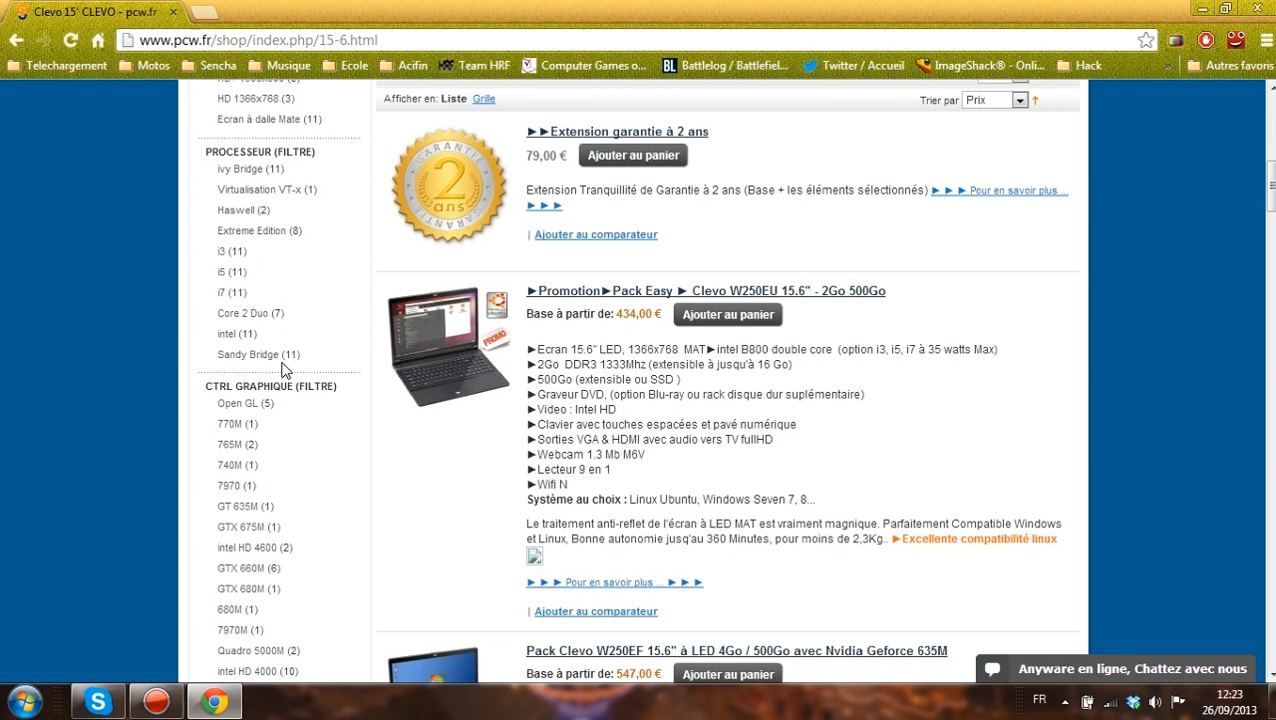 Clevo 15' CLEVO - pcw.fr
www.pcw.fr/shop/index.php/15-6.html
Telechargement Motos Sencha Musique Ecole Acifin Team HRF Computer Games o... Battlelog / Battlefiel... Twitter / Accueil ImageShack® - Onli... Hack » Autres favoris
HD 1366x768 (3)
Ecran à dalle Mate (11)
PROCESSEUR (FILTRE)
ivy Bridge (11)
Virtualisation VT-x (1)
Haswell (2)
Extreme Edition (8)
i3 (11)
i5 (11)
i7 (11)
Core 2 Duo (7)
intel (11)
Sandy Bridge (11)
CTRL GRAPHIQUE (FILTRE)
Open GL (5)
770M (1)
765M (2)
740M (1)
7970 (1)
GT 635M (1)
GTX 675M (1)
intel HD 4600 (2)
GTX 660M (6)
GTX 680M (1)
680M (1)
7970M (1)
Quadro 5000M (2)
intel HD 4000 (10)
Afficher en: Liste Grille
Trier par Prix
►►Extension garantie à 2 ans
79,00 € Ajouter au panier
GARANTIE
2
ans
GARANTIE
Extension Tranquillité de Garantie à 2 ans (Base + les éléments sélectionnés) ► ► ► Pour en savoir plus ...
► ► ►
| Ajouter au comparateur
►Promotion►Pack Easy ► Clevo W250EU 15.6" - 2Go 500Go
Base à partir de: 434,00 € Ajouter au panier
ubuntu
PROMO
►Ecran 15.6" LED, 1366x768 MAT►intel B800 double core (option i3, i5, i7 à 35 watts Max)
►2Go DDR3 1333Mhz (extensible à jusqu'à 16 Go)
►500Go (extensible ou SSD )
►Graveur DVD, (option Blu-ray ou rack disque dur suplémentaire)
►Video : Intel HD
►Clavier avec touches espacées et pavé numérique
►Sorties VGA & HDMI avec audio vers TV fullHD
►Webcam 1.3 Mb M6V
►Lecteur 9 en 1
►Wifi N
Système au choix : Linux Ubuntu, Windows Seven 7, 8...
Le traitement anti-reflet de l'écran à LED MAT est vraiment magnique. Parfaitement Compatible Windows
et Linux, Bonne autonomie jusqu'au 360 Minutes, pour moins de 2,3Kg.. ►Excellente compatibilité linux
► ► ► Pour en savoir plus ... ► ► ►
| Ajouter au comparateur
Pack Clevo W250EF 15.6" à LED 4Go / 500Go avec Nvidia Geforce 635M
Base à partir de: 547,00 € Ajouter au panier
Anyware en ligne, Chattez avec nous
FR
12:23
26/09/2013